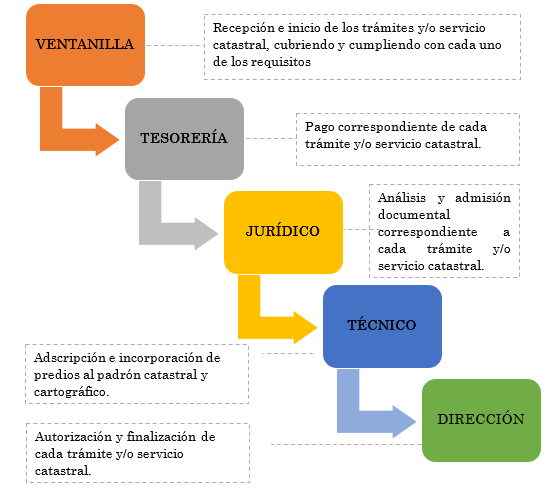 VENTANILLA
Recepción e inicio de los trámites y/o servicio
catastral, cubriendo y cumpliendo con cada uno
de los requisitos
TESORERÍA
Pago correspondiente de cada
trámite y/o servicio catastral.
JURÍDICO
Análisis y admisión
documental
correspondiente a
cada trámite y/o
servicio catastral.
TÉCNICO
Adscripción e incorporación de
predios al padrón catastral y
cartográfico.
DIRECCIÓN
Autorización y finalización de
cada trámite y/o servicio
catastral.